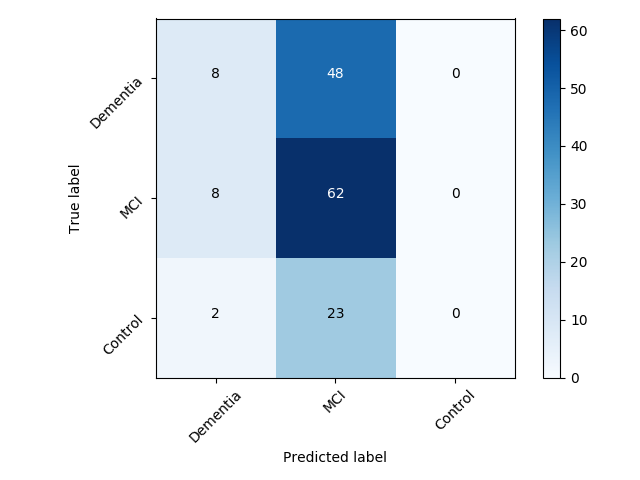 True label
Dementia
8
48
0
MCI
8
62
0
Control
2
23
0
Dementia
MCI
Control
Predicted label
60
50
40
30
20
10
0